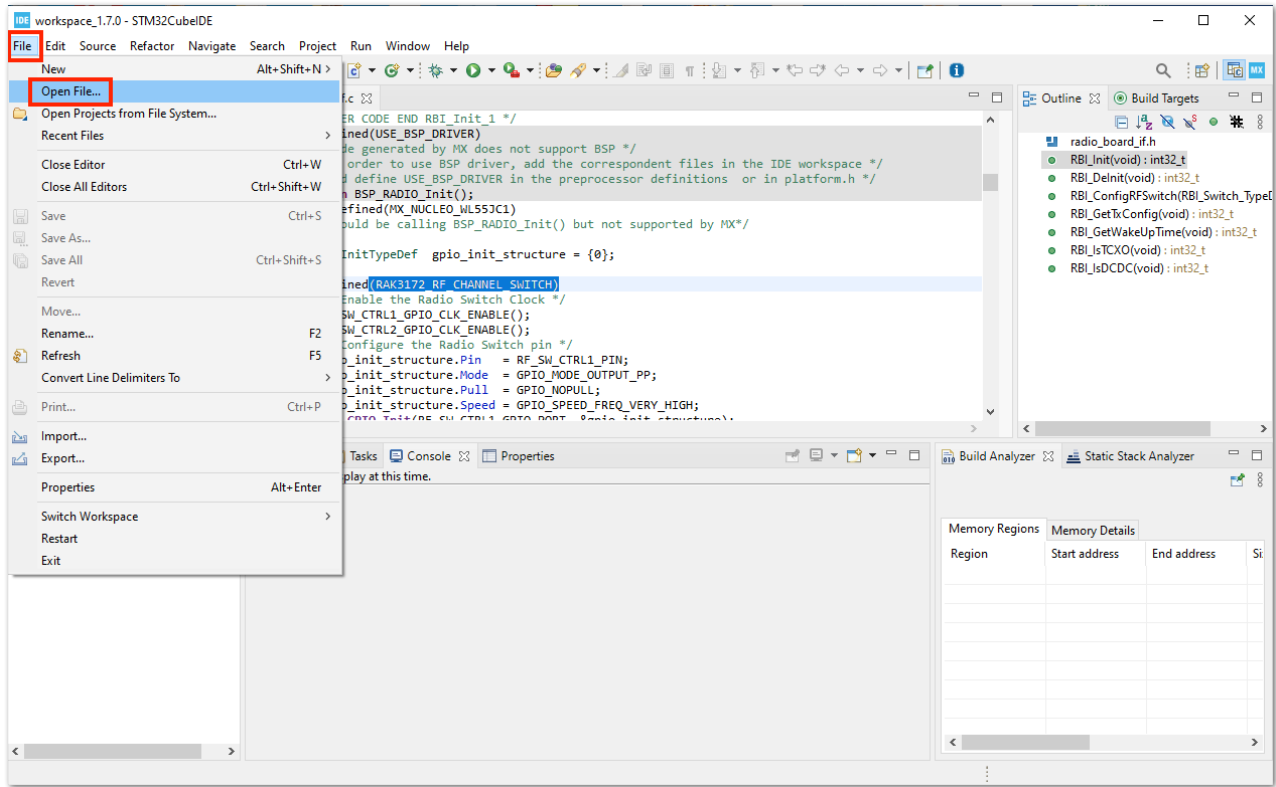 IDE workspace_1.7.0 - STM32CubeIDE
File Edit Source Refactor Navigate Search Project Run Window Help
New Alt+Shift+N >
Open File...
Open Projects from File System...
Recent Files >
Close Editor Ctrl+W
Close All Editors Ctrl+Shift+W
Save Ctrl+S
Save As...
Save All Ctrl+Shift+S
Revert
Move...
Rename... F2
Refresh F5
Convert Line Delimiters To >
Print... Ctrl+P
Import...
Export...
Properties Alt+Enter
Switch Workspace >
Restart
Exit
MX
f.c
ER CODE END RBI_Init_1 */
ined(USE_BSP_DRIVER)
de generated by MX does not support BSP */
order to use BSP driver, add the correspondent files in the IDE workspace */
d define USE_BSP_DRIVER in the preprocessor definitions or in platform.h */
n BSP_RADIO_Init();
efined(MX_NUCLEO_WL55JC1)
ould be calling BSP_RADIO_Init() but not supported by MX*/
InitTypeDef gpio_init_structure = {0};
ined(RAK3172_RF_CHANNEL_SWITCH)
Enable the Radio Switch Clock */
SW_CTRL1_GPIO_CLK_ENABLE();
SW_CTRL2_GPIO_CLK_ENABLE();
Configure the Radio Switch pin */
o_init_structure.Pin = RF_SW_CTRL1_PIN;
o_init_structure.Mode = GPIO_MODE_OUTPUT_PP;
o_init_structure.Pull = GPIO_NOPULL;
o_init_structure.Speed = GPIO_SPEED_FREQ_VERY_HIGH;
GPIO_Init(RF_SW_CTRL1_GPIO_PORT, &gpio_init_structure);
Outline Build Targets
radio_board_if.h
RBI_Init(void) : int32_t
RBI_DeInit(void) : int32_t
RBI_ConfigRFSwitch(RBI_Switch_TypeD
RBI_GetTxConfig(void) : int32_t
RBI_GetWakeUpTime(void) : int32_t
RBI_IsTCXO(void) : int32_t
RBI_IsDCDC(void) : int32_t
Tasks Console Properties
play at this time.
Build Analyzer Static Stack Analyzer
Memory Regions Memory Details
Region Start address End address Si